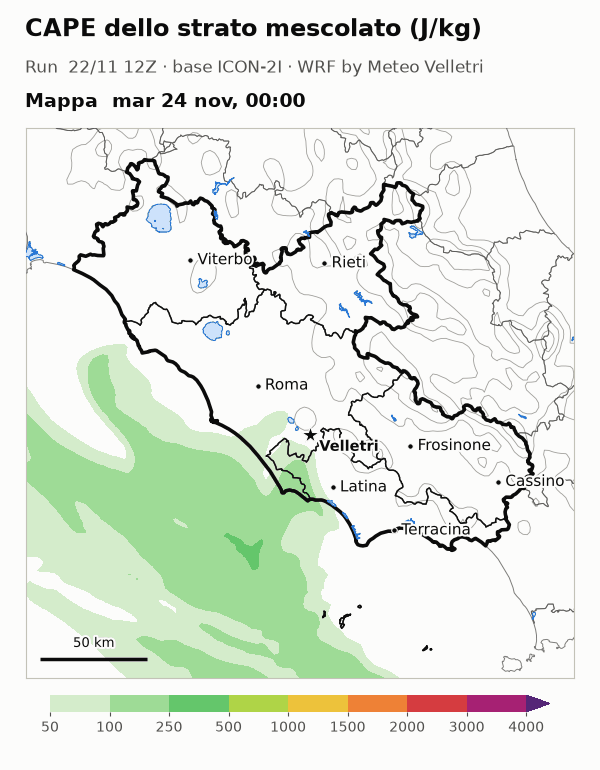 CAPE dello strato mescolato (J/kg)
Run  22/11 12Z · base ICON-2I · WRF by Meteo Velletri
Mappa  mar 24 nov, 00:00
Viterbo
Rieti
Roma
Velletri
Frosinone
Latina
Cassino
Terracina
50 km
50 100 250 500 1000 1500 2000 3000 4000